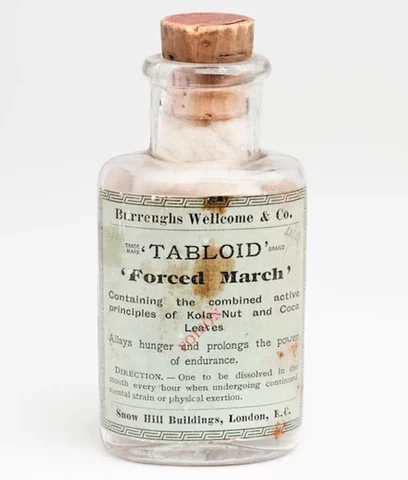 Burroughs Wellcome & Co.
TRADE MARK 'TABLOID' BRAND
'Forced March'
Containing the combined active
principles of Kola Nut and Coca
Leaves
POISON
Allays hunger and prolongs the power
of endurance.
DIRECTION. — One to be dissolved in the
mouth every hour when undergoing continued
mental strain or physical exertion.
Snow Hill Buildings, London, E.C.